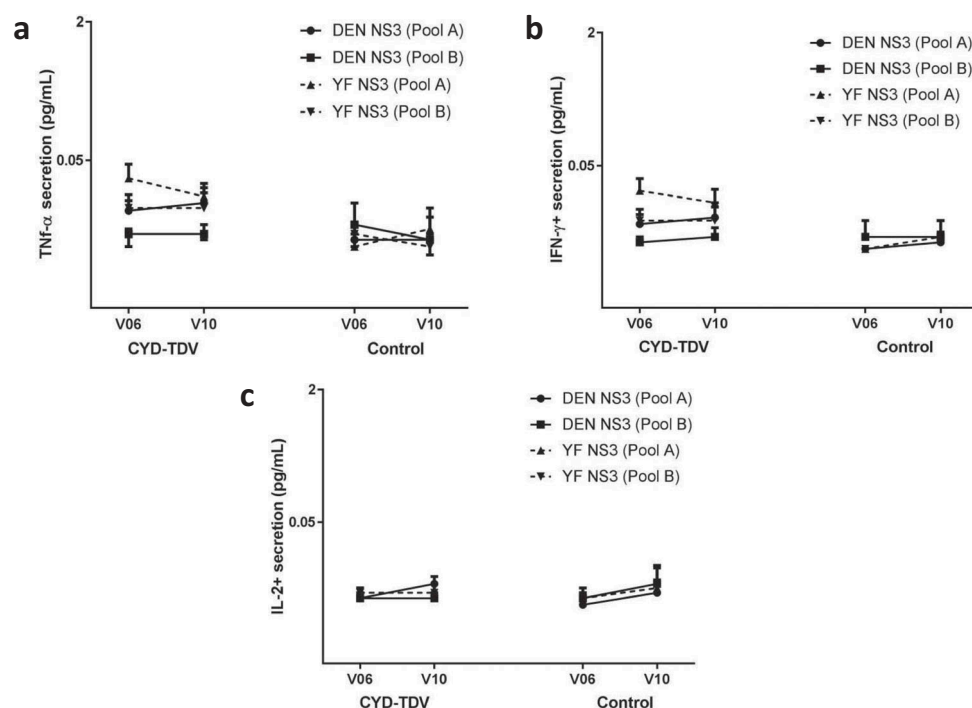 a
2
0.05
TNf-α secretion (pg/mL)
DEN NS3 (Pool A)
DEN NS3 (Pool B)
YF NS3 (Pool A)
YF NS3 (Pool B)
V06 V10 V06 V10
CYD-TDV Control
b
2
0.05
IFN-γ+ secretion (pg/mL)
DEN NS3 (Pool A)
DEN NS3 (Pool B)
YF NS3 (Pool A)
YF NS3 (Pool B)
V06 V10 V06 V10
CYD-TDV Control
c
2
0.05
IL-2+ secretion (pg/mL)
DEN NS3 (Pool A)
DEN NS3 (Pool B)
YF NS3 (Pool A)
YF NS3 (Pool B)
V06 V10 V06 V10
CYD-TDV Control